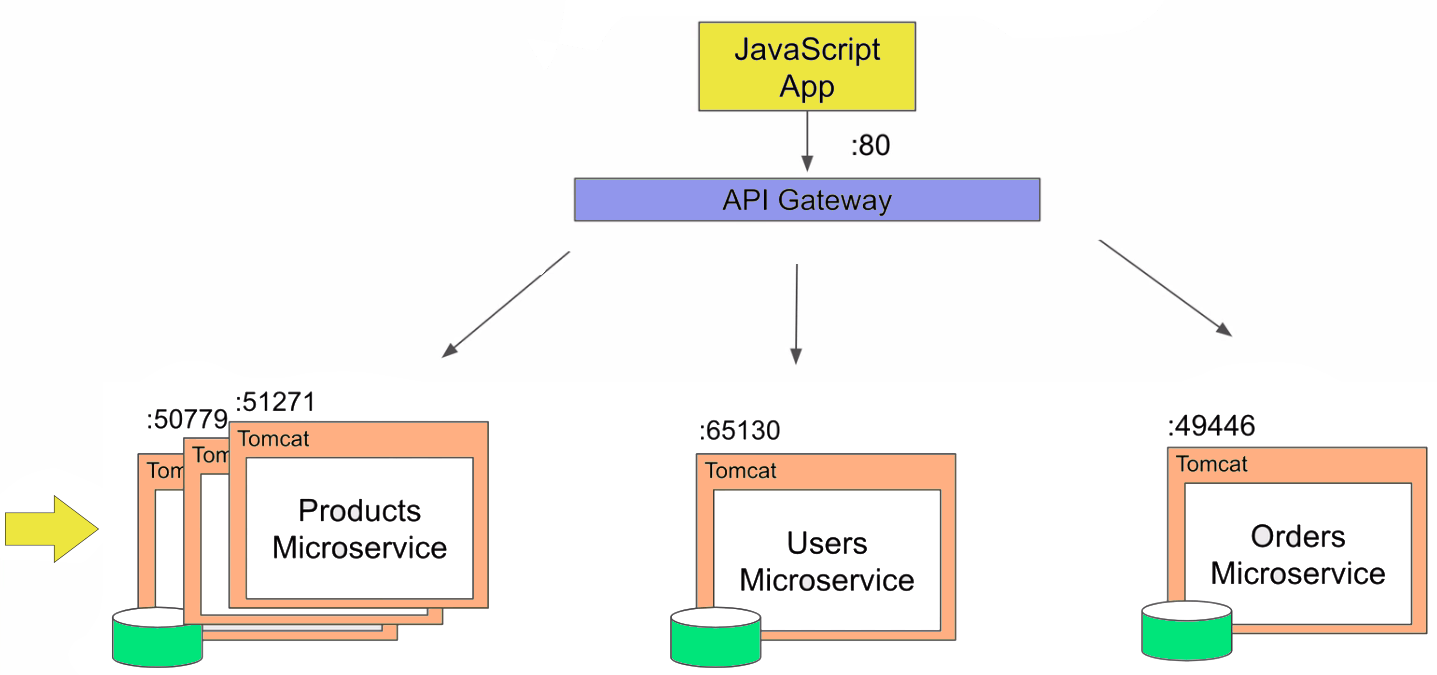 JavaScript
App
:80
API Gateway
:50779
:51271
Tom
Tom
Tomcat
Products
Microservice
:65130
Tomcat
Users
Microservice
:49446
Tomcat
Orders
Microservice